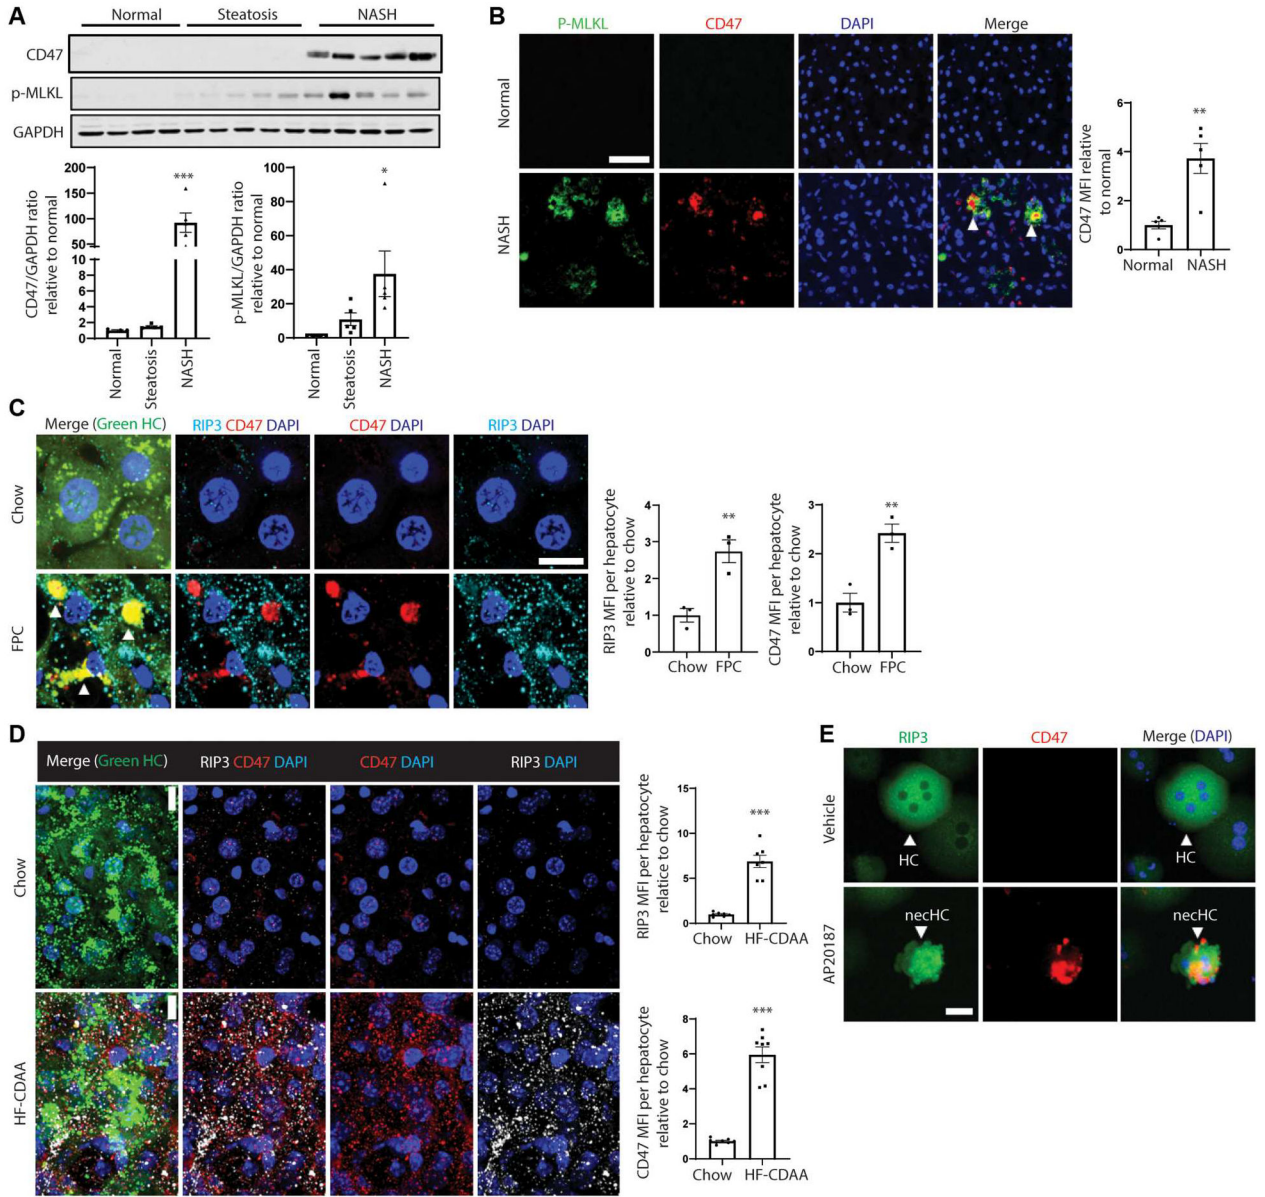 A
Normal Steatosis NASH
CD47
p-MLKL
GAPDH
CD47/GAPDH ratio
relative to normal
200
150
100
50
10
8
6
4
2
0
***
Normal
Steatosis
NASH
p-MLKL/GAPDH ratio
relative to normal
100
80
60
40
20
0
*
Normal
Steatosis
NASH
B
P-MLKL CD47 DAPI Merge
Normal
NASH
CD47 MFI relative
to normal
6
4
2
0
**
Normal NASH
C
Merge (Green HC) RIP3 CD47 DAPI CD47 DAPI RIP3 DAPI
Chow
FPC
RIP3 MFI per hepatocyte
relative to chow
4
3
2
1
0
**
Chow FPC
CD47 MFI per hepatocyte
relative to chow
3
2
1
0
**
Chow FPC
D
Merge (Green HC) RIP3 CD47 DAPI CD47 DAPI RIP3 DAPI
Chow
HF-CDAA
RIP3 MFI per hepatocyte
relatice to chow
15
10
5
0
***
Chow HF-CDAA
CD47 MFI per hepatocyte
relative to chow
8
6
4
2
0
***
Chow HF-CDAA
E
RIP3 CD47 Merge (DAPI)
Vehicle
HC HC
AP20187
necHC necHC